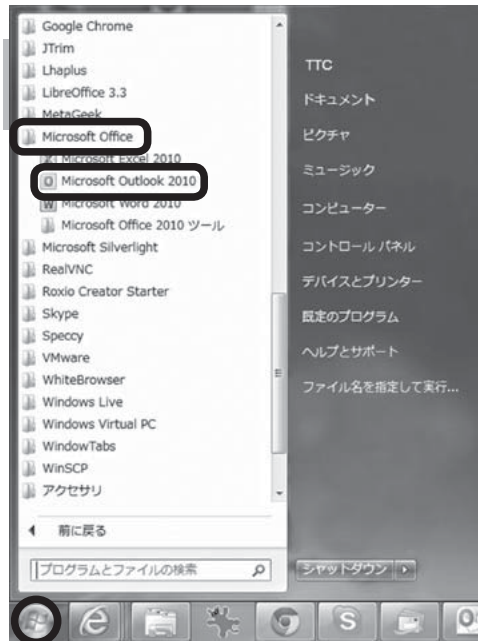 Google Chrome
JTrim
Lhaplus
LibreOffice 3.3
MetaGeek
Microsoft Office
Microsoft Excel 2010
Microsoft Outlook 2010
Microsoft Word 2010
Microsoft Office 2010 ツール
Microsoft Silverlight
RealVNC
Roxio Creator Starter
Skype
Speccy
VMware
WhiteBrowser
Windows Live
Windows Virtual PC
WindowTabs
WinSCP
アクセサリ
前に戻る
プログラムとファイルの検索
TTC
ドキュメント
ピクチャ
ミュージック
コンピューター
コントロール パネル
デバイスとプリンター
既定のプログラム
ヘルプとサポート
ファイル名を指定して実行...
シャットダウン